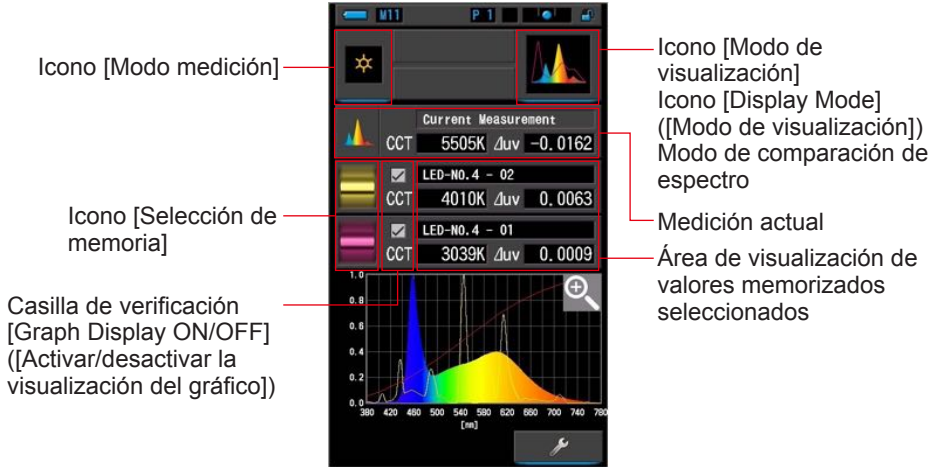 M11 P 1
Icono [Modo medición]
Icono [Selección de
memoria]
Casilla de verificación
[Graph Display ON/OFF]
([Activar/desactivar la
visualización del gráfico])
Current Measurement
CCT 5505K ⊿uv -0.0162
LED-NO.4 - 02
CCT 4010K ⊿uv 0.0063
LED-NO.4 - 01
CCT 3039K ⊿uv 0.0009
1.0
0.8
0.6
0.4
0.2
0.0
380 420 460 500 540 580 620 660 700 740 780
[nm]
Icono [Modo de
visualización]
Icono [Display Mode]
([Modo de visualización])
Modo de comparación de
espectro
Medición actual
Área de visualización de
valores memorizados
seleccionados